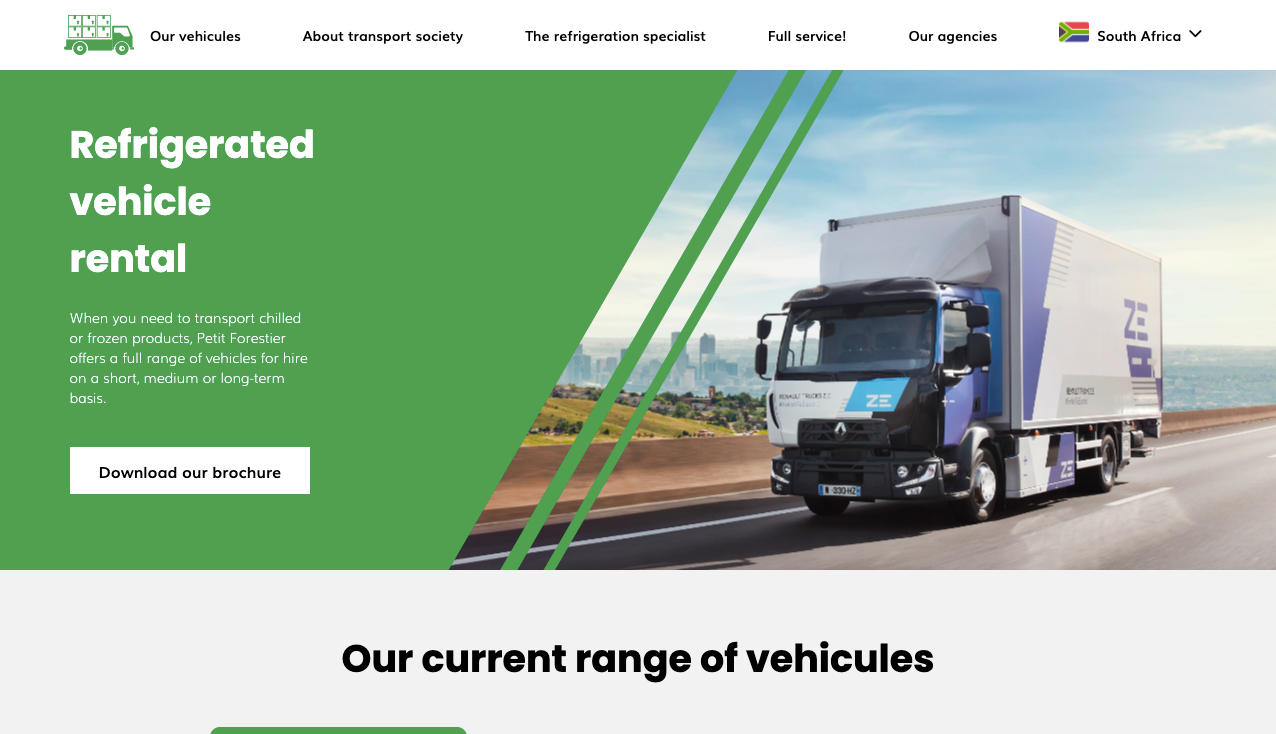 Our vehicules
About transport society
The refrigeration specialist
Full service!
Our agencies
South Africa
Refrigerated
vehicle
rental
When you need to transport chilled
or frozen products, Petit Forestier
offers a full range of vehicles for hire
on a short, medium or long-term
basis.
Download our brochure
ZE
RENAULT TRUCKS Z.E.
ZE
ZE
Our current range of vehicules